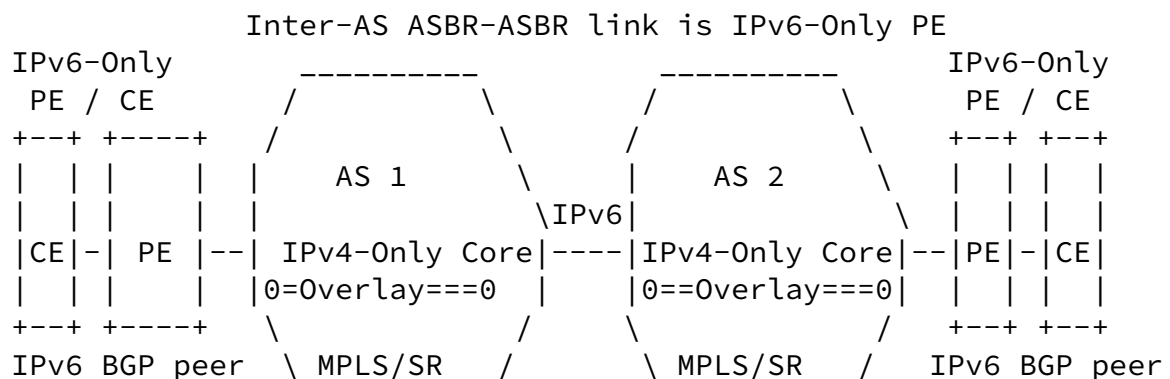 Inter-AS ASBR-ASBR link is IPv6-Only PE
IPv6-Only __________ __________ IPv6-Only
PE / CE / \ / \ PE / CE
+--+ +----+ / \ / \ +--+ +--+
| | | | | AS 1 \ | AS 2 \ | | | |
| | | | | \IPv6| \ | | | |
|CE|-| PE |--| IPv4-Only Core|----|IPv4-Only Core|--|PE|-|CE|
| | | | |0=Overlay===0 | |0==Overlay===0| | | | |
+--+ +----+ \ / \ / +--+ +--+
IPv6 BGP peer \ MPLS/SR / \ MPLS/SR / IPv6 BGP peer